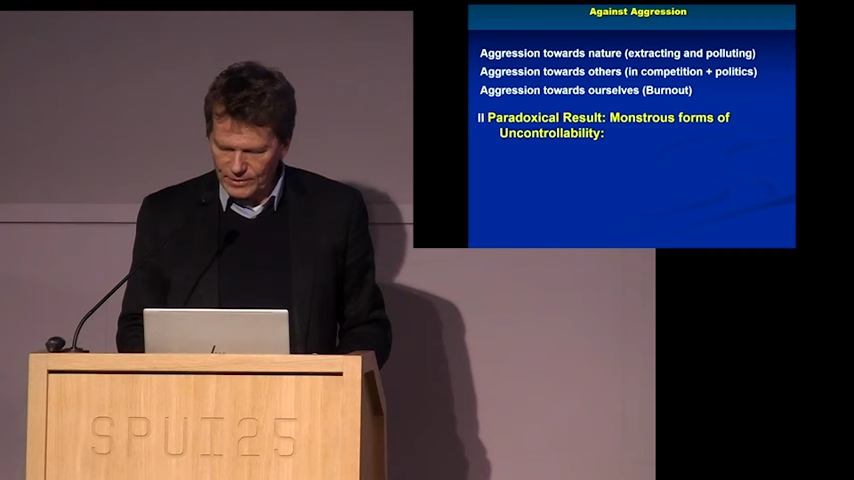 Against Aggression
Aggression towards nature (extracting and polluting)
Aggression towards others (in competition + politics)
Aggression towards ourselves (Burnout)
II Paradoxical Result: Monstrous forms of
Uncontrollability:
SPUI25